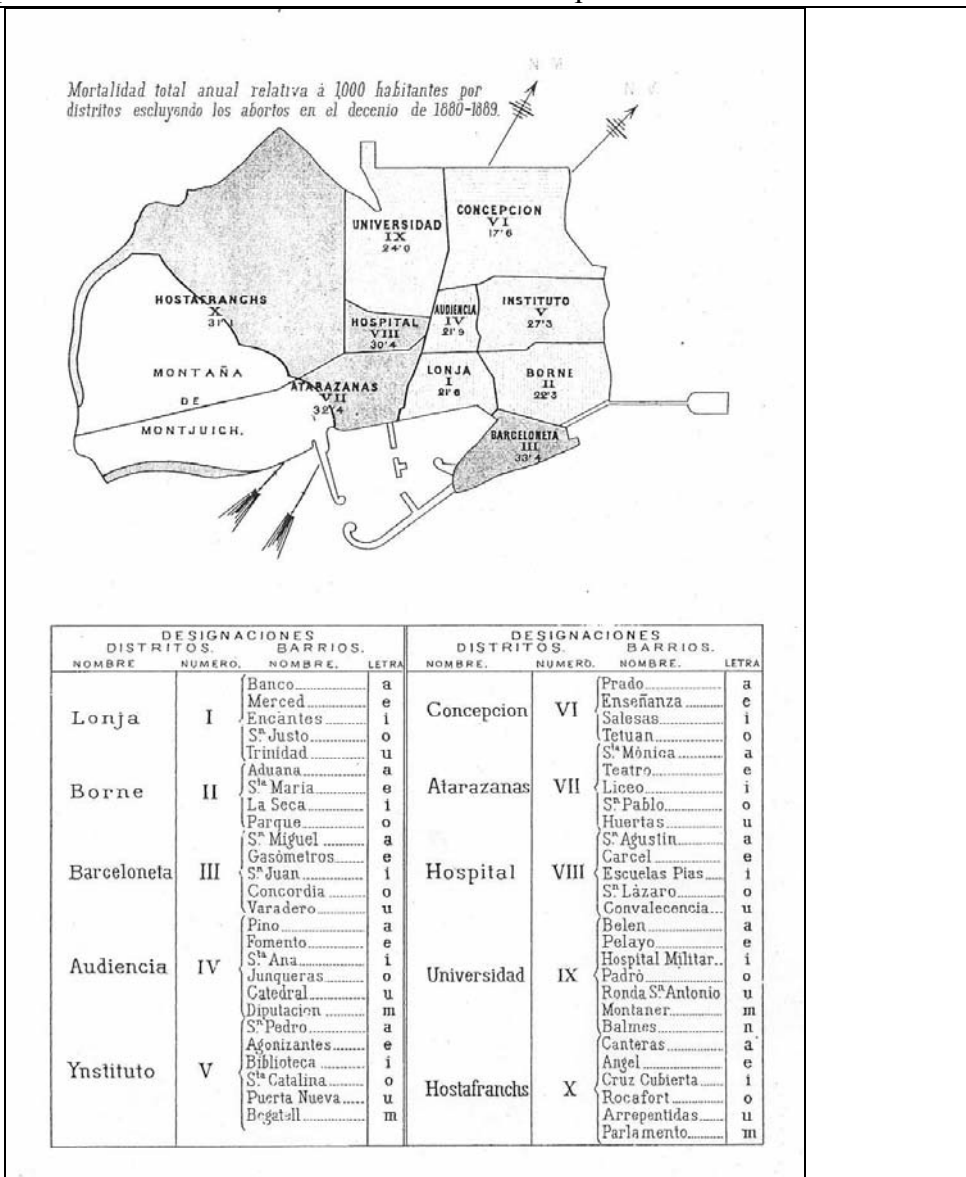 Mortalidad total anual relativa à 1,000 habitantes por
distritos escluyendo los abortos en el decenio de 1880-1889.
N. M.
N. V.
UNIVERSIDAD
IX
24'0
CONCEPCION
VI
17'6
HOSTAFRANCHS
X
31'1
HOSPITAL
VIII
30'4
AUDIENCIA
IV
21'9
INSTITUTO
V
27'3
MONTAÑA
DE
MONTJUICH.
ATARAZANAS
VII
32'4
LONJA
I
21'6
BORNE
II
22'3
BARCELONETA
III
33'4
DESIGNACIONES
DISTRITOS. BARRIOS.
NOMBRE NUMERO. NOMBRE. LETRA
Lonja I
Banco a
Merced e
Encantes i
Sn. Justo o
Trinidad u
Borne II
Aduana a
Sta. Maria e
La Seca i
Parque o
Barceloneta III
Sn. Miguel a
Gasómetros e
Sn. Juan i
Concordia o
Varadero u
Audiencia IV
Pino a
Fomento e
Sta. Ana i
Junqueras o
Catedral u
Diputacion m
Ynstituto V
Sn. Pedro a
Agonizantes e
Biblioteca i
Sta. Catalina o
Puerta Nueva u
Bogatell m
DESIGNACIONES
DISTRITOS. BARRIOS.
NOMBRE. NUMERO. NOMBRE. LETRA
Concepcion VI
Prado a
Enseñanza e
Salesas i
Tetuan o
Atarazanas VII
Sta. Mònica a
Teatro e
Liceo i
Sn. Pablo o
Huertas u
Hospital VIII
Sn. Agustin a
Carcel e
Escuelas Pias i
Sn. Làzaro o
Convalecencia u
Universidad IX
Belen a
Pelayo e
Hospital Militar i
Padrò o
Ronda Sn. Antonio u
Montaner m
Balmes n
Hostafranchs X
Canteras a
Angel e
Cruz Cubierta i
Rocafort o
Arrepentidas u
Parlamento m